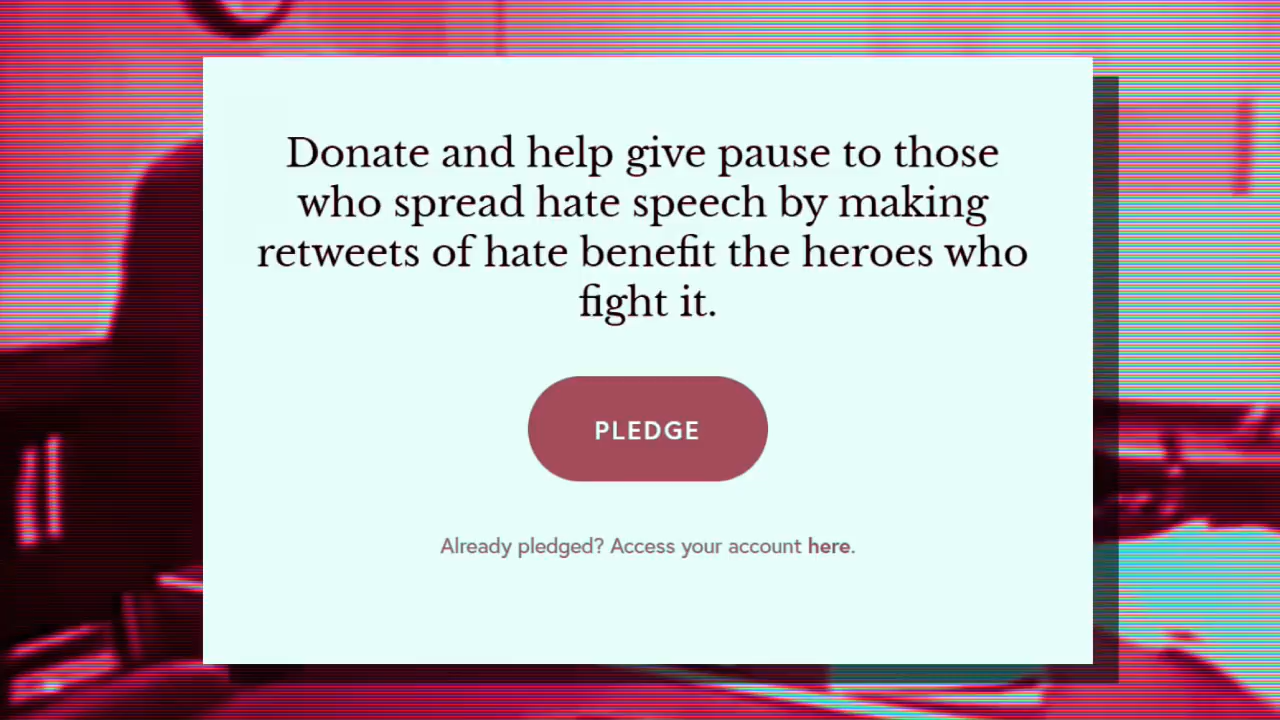 Donate and help give pause to those
who spread hate speech by making
retweets of hate benefit the heroes who
fight it.
PLEDGE
Already pledged? Access your account here.